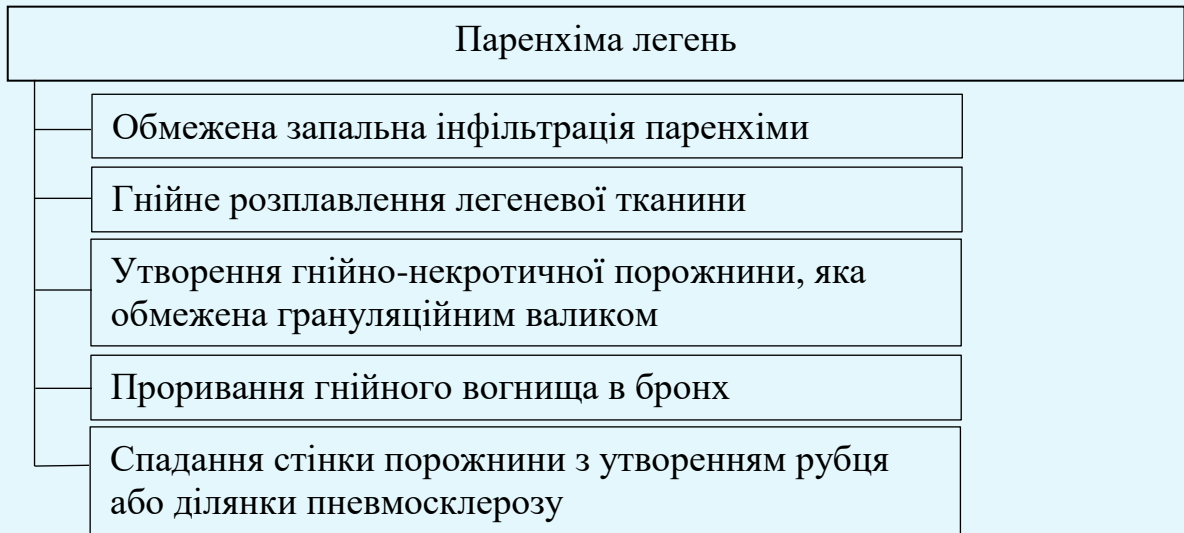 Паренхіма легень
Обмежена запальна інфільтрація паренхіми
Гнійне розплавлення легеневої тканини
Утворення гнійно-некротичної порожнини, яка
обмежена грануляційним валиком
Проривання гнійного вогнища в бронх
Спадання стінки порожнини з утворенням рубця
або ділянки пневмосклерозу